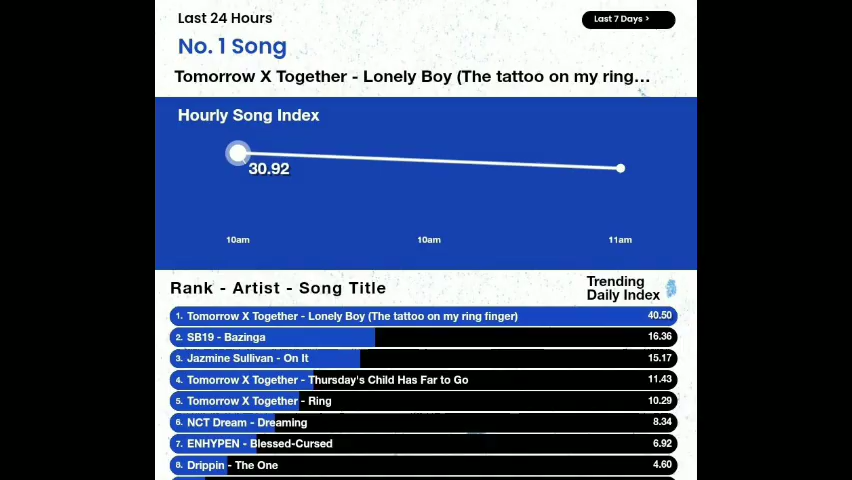 Last 24 Hours
Last 7 Days >
No. 1 Song
Tomorrow X Together - Lonely Boy (The tattoo on my ring...
Hourly Song Index
30.92
10am 10am 11am
Rank - Artist - Song Title
Trending
Daily Index
1. Tomorrow X Together - Lonely Boy (The tattoo on my ring finger) 40.50
2. SB19 - Bazinga 16.36
3. Jazmine Sullivan - On It 15.17
4. Tomorrow X Together - Thursday's Child Has Far to Go 11.43
5. Tomorrow X Together - Ring 10.29
6. NCT Dream - Dreaming 8.34
7. ENHYPEN - Blessed-Cursed 6.92
8. Drippin - The One 4.60